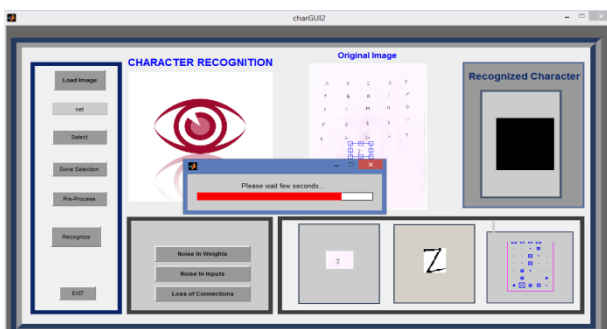 charGUI2
CHARACTER RECOGNITION
Original Image
Recognized Character
Load Image
net
Select
Done Selection
Pre-Process
Recognize
EXIT
Please wait few seconds...
Noise In Weights
Noise In Inputs
Loss of Connections
Z
Z